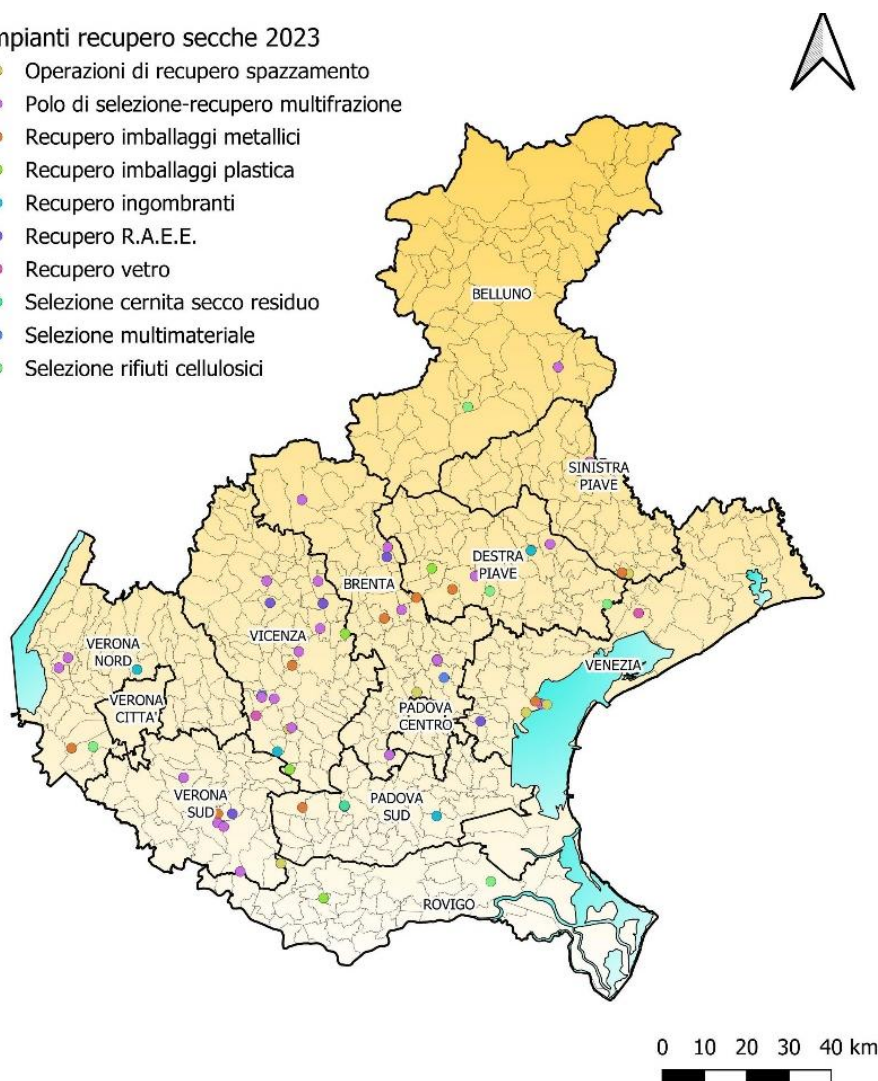 mpianti recupero secche 2023
Operazioni di recupero spazzamento
Polo di selezione-recupero multifrazione
Recupero imballaggi metallici
Recupero imballaggi plastica
Recupero ingombranti
Recupero R.A.E.E.
Recupero vetro
Selezione cernita secco residuo
Selezione multimateriale
Selezione rifiuti cellulosici
BELLUNO
SINISTRA
PIAVE
DESTRA
PIAVE
BRENTA
VICENZA
VERONA
NORD
VENEZIA
VERONA
CITTA'
PADOVA
CENTRO
VERONA
SUD
PADOVA
SUD
ROVIGO
0 10 20 30 40 km